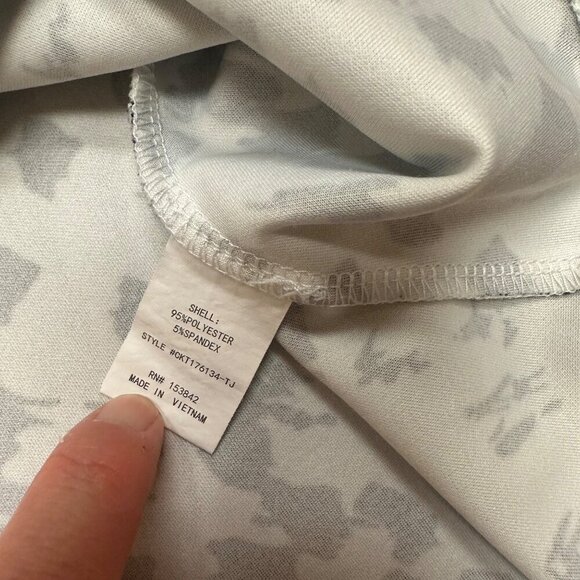 SHELL:
95%POLYESTER
5%SPANDEX
STYLE #CKT176134-TJ
RN# 153842
MADE IN VIETNAM